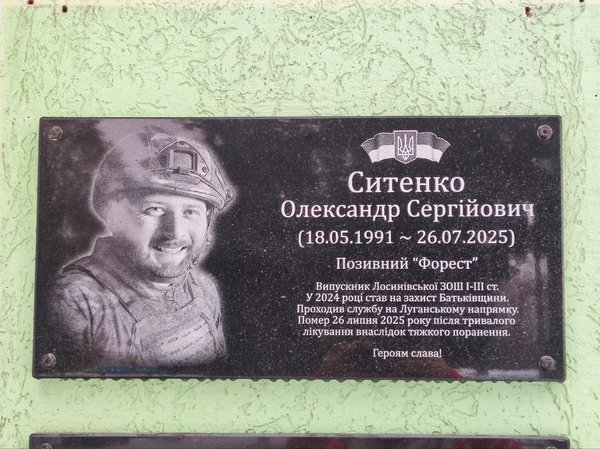 Ситенко
Олександр Сергійович
(18.05.1991 ~ 26.07.2025)
Позивний “Форест”
Випускник Лосинівської ЗОШ І-ІІІ ст.
У 2024 році став на захист Батьківщини.
Проходив службу на Луганському напрямку.
Помер 26 липня 2025 року після тривалого
лікування внаслідок тяжкого поранення.
Героям слава!